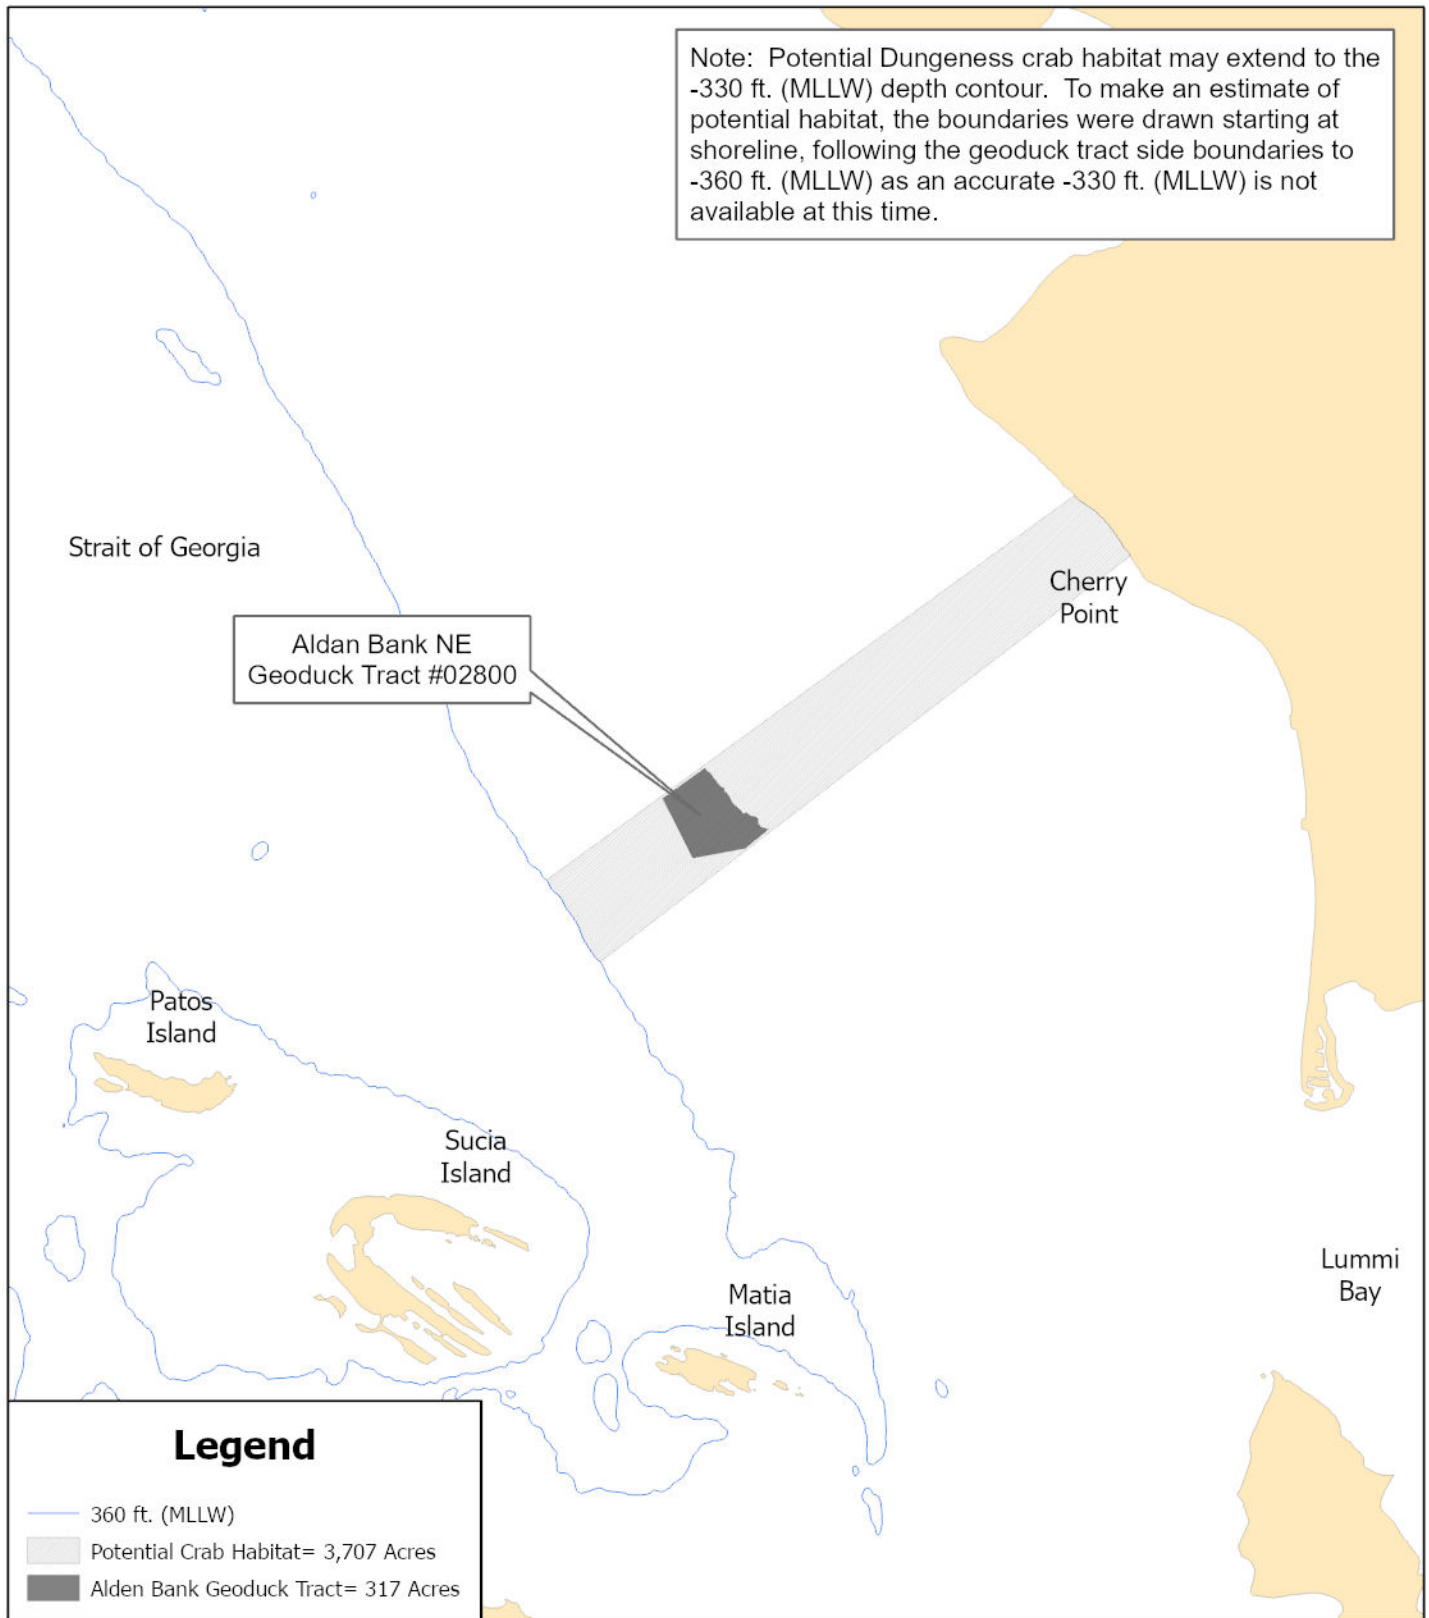 Note: Potential Dungeness crab habitat may extend to the
-330 ft. (MLLW) depth contour. To make an estimate of
potential habitat, the boundaries were drawn starting at
shoreline, following the geoduck tract side boundaries to
-360 ft. (MLLW) as an accurate -330 ft. (MLLW) is not
available at this time.
Strait of Georgia
Cherry
Point
Aldan Bank NE
Geoduck Tract #02800
Patos
Island
Sucia
Island
Lummi
Bay
Matia
Island
Legend
360 ft. (MLLW)
Potential Crab Habitat= 3,707 Acres
Alden Bank Geoduck Tract= 317 Acres